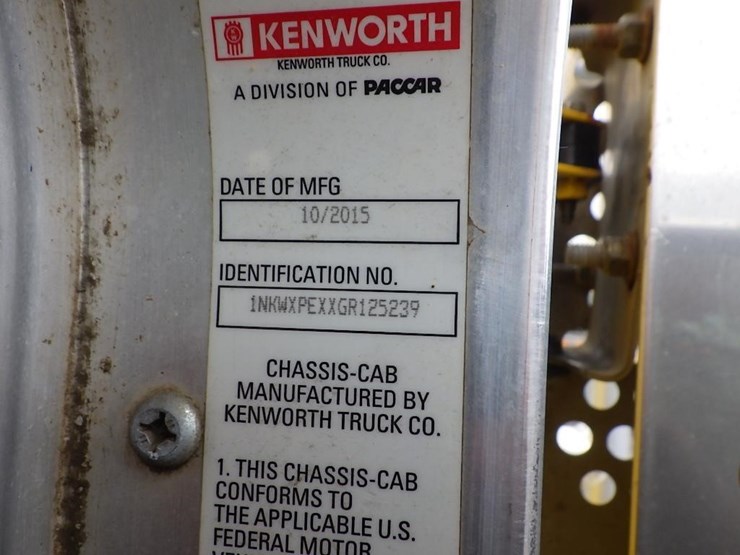 KENWORTH
KENWORTH TRUCK CO.
A DIVISION OF PACCAR
DATE OF MFG
10/2015
IDENTIFICATION NO.
1NKWXPEXXGR125239
CHASSIS-CAB
MANUFACTURED BY
KENWORTH TRUCK CO.
1. THIS CHASSIS-CAB
CONFORMS TO
THE APPLICABLE U.S.
FEDERAL MOTOR